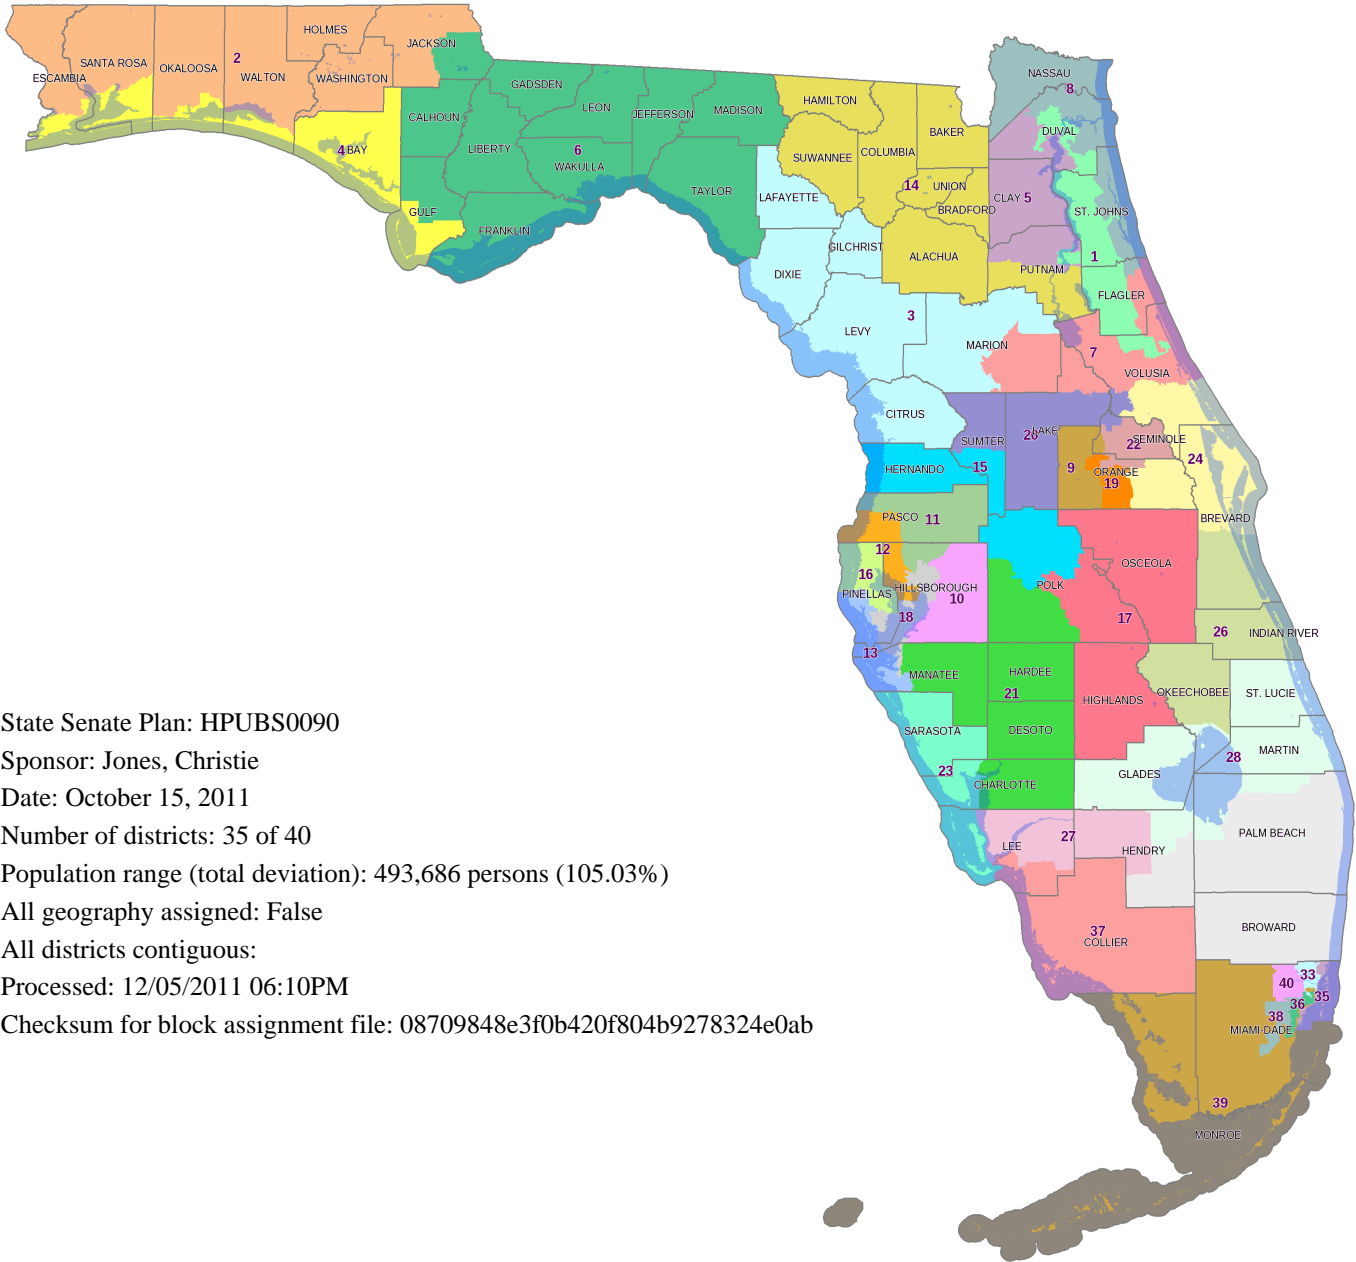 HOLMES
JACKSON
SANTA ROSA
OKALOOSA
2
WALTON
WASHINGTON
ESCAMBIA
GADSDEN
LEON
JEFFERSON
MADISON
CALHOUN
LIBERTY
6
WAKULLA
4 BAY
TAYLOR
GULF
FRANKLIN
HAMILTON
SUWANNEE
COLUMBIA
BAKER
14
UNION
BRADFORD
LAFAYETTE
GILCHRIST
ALACHUA
DIXIE
NASSAU
8
DUVAL
CLAY 5
ST. JOHNS
1
PUTNAM
FLAGLER
LEVY
3
MARION
7
VOLUSIA
CITRUS
SUMTER
20
LAKE
22
SEMINOLE
24
HERNANDO
15
9
ORANGE
19
BREVARD
PASCO
11
12
16
PINELLAS
HILLSBOROUGH
10
18
13
POLK
OSCEOLA
17
26
INDIAN RIVER
MANATEE
HARDEE
21
HIGHLANDS
OKEECHOBEE
ST. LUCIE
SARASOTA
DESOTO
23
CHARLOTTE
GLADES
28
MARTIN
LEE
27
HENDRY
PALM BEACH
37
COLLIER
BROWARD
33
40
35
36
38
MIAMI-DADE
39
MONROE
State Senate Plan: HPUBS0090
Sponsor: Jones, Christie
Date: October 15, 2011
Number of districts: 35 of 40
Population range (total deviation): 493,686 persons (105.03%)
All geography assigned: False
All districts contiguous:
Processed: 12/05/2011 06:10PM
Checksum for block assignment file: 08709848e3f0b420f804b9278324e0ab